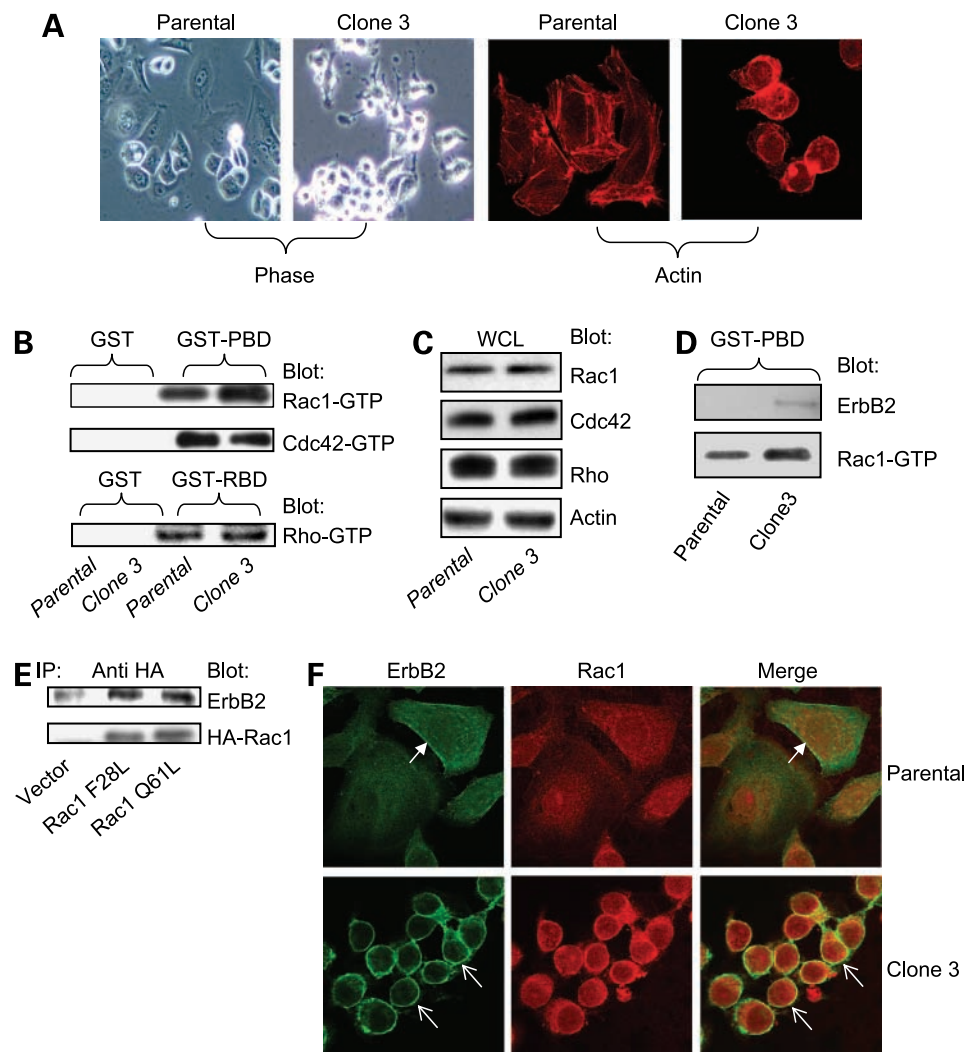 A
Parental Clone 3 Parental Clone 3
Phase Actin
B
GST GST-PBD
Blot:
Rac1-GTP
Cdc42-GTP
GST GST-RBD
Blot:
Rho-GTP
Parental Clone 3 Parental Clone 3
C
WCL Blot:
Rac1
Cdc42
Rho
Actin
Parental Clone 3
D
GST-PBD
Blot:
ErbB2
Rac1-GTP
Parental Clone3
E
IP: Anti HA Blot:
ErbB2
HA-Rac1
Vector Rac1 F28L Rac1 Q61L
F
ErbB2 Rac1 Merge
Parental
Clone 3